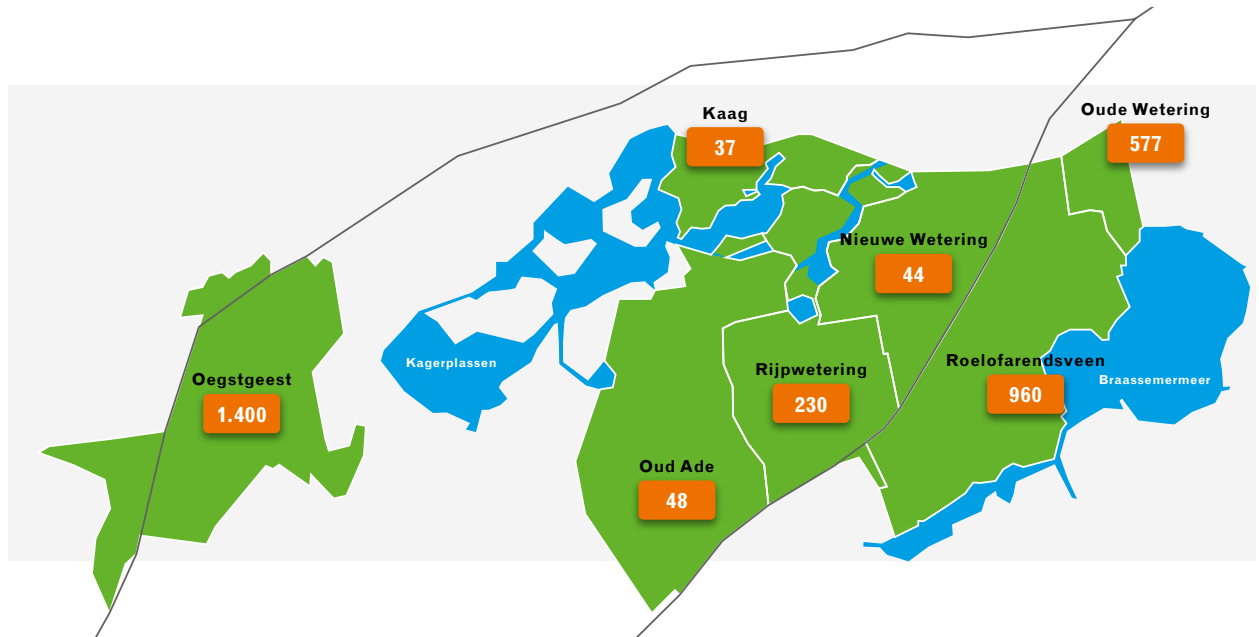 Kaag
37
Oude Wetering
577
Nieuwe Wetering
44
Kagerplassen
Oegstgeest
1.400
Rijpwetering
230
Roelofarendsveen
960
Braassemermeer
Oud Ade
48